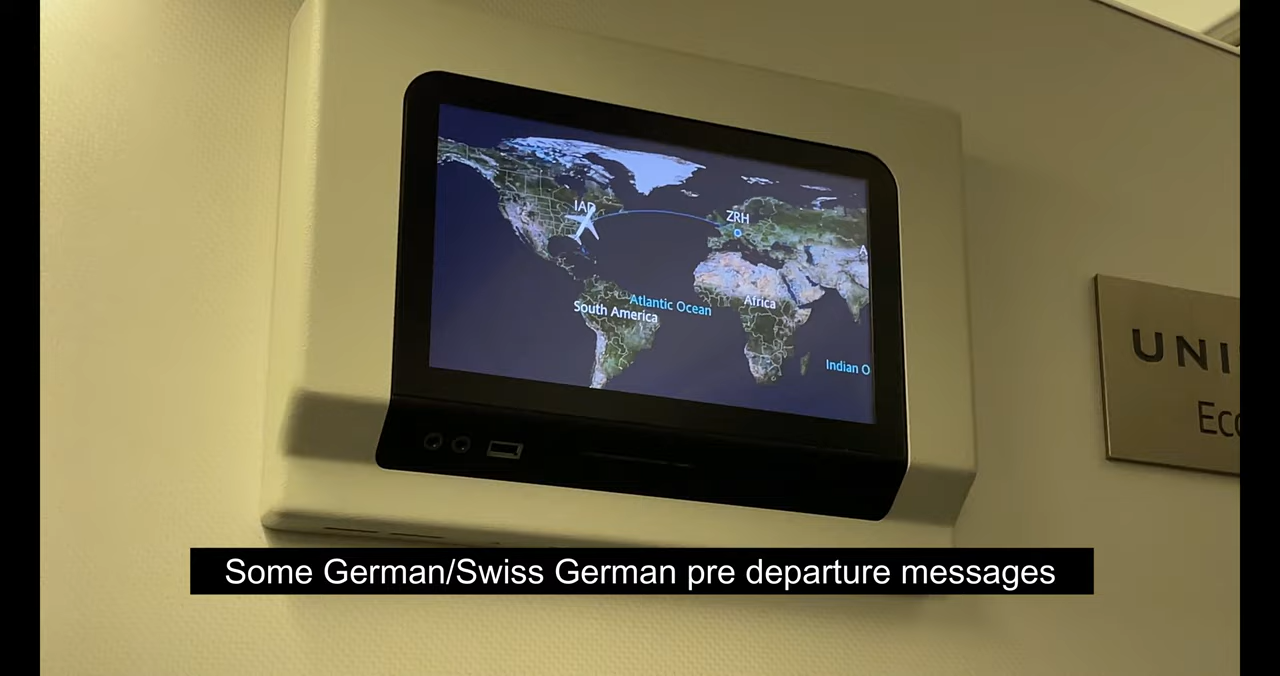 IAD
ZRH
A
Atlantic Ocean
Africa
South America
Indian O
UNI
Eco
Some German/Swiss German pre departure messages